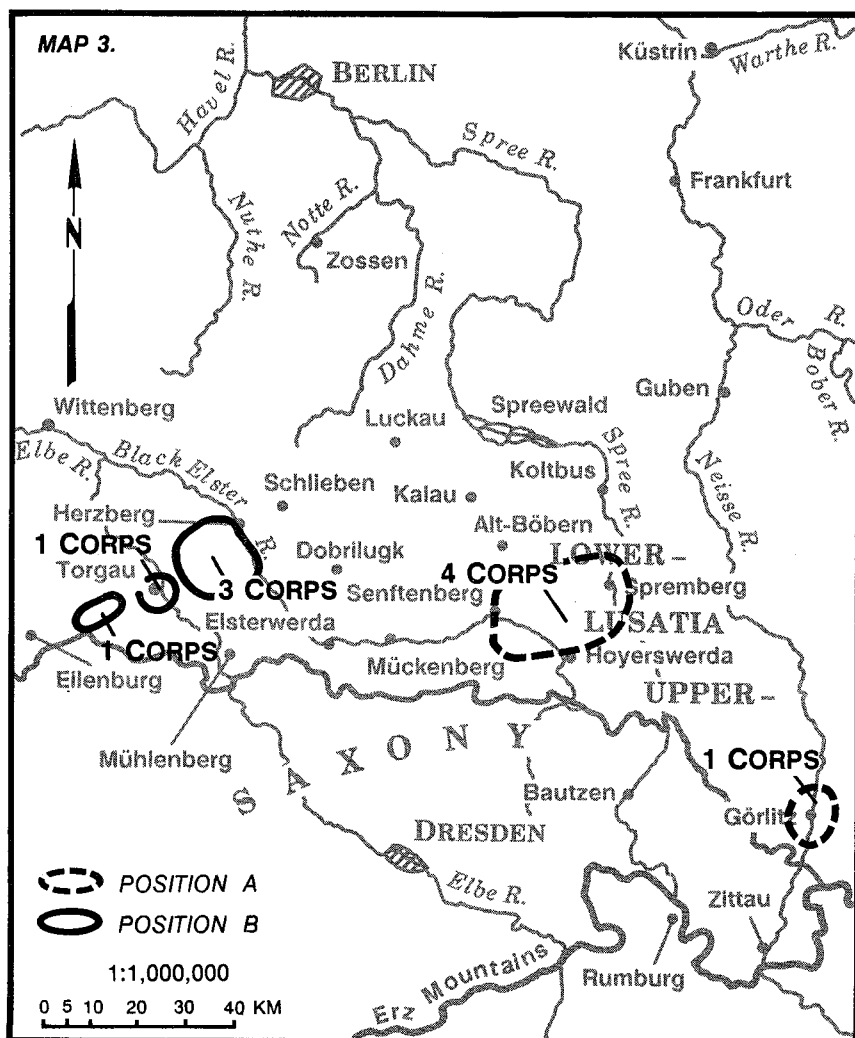 MAP 3.
Havel R.
BERLIN
Küstrin
Warthe R.
Spree R.
Frankfurt
Nuthe R.
Notte R.
Zossen
Dahme R.
N
Oder R.
Bober R.
Guben
Wittenberg
Luckau
Spreewald
Elbe R.
Black Elster R.
Koltbus
Spree R.
Neisse R.
Schlieben
Kalau
Herzberg
Alt-Böbern
1 CORPS
Dobrilugk
LOWER-
Torgau
4 CORPS
3 CORPS
Senftenberg
Spremberg
Elsterwerda
LUSATIA
1 CORPS
Hoyerswerda
Eilenburg
Mückenberg
UPPER-
Mühlenberg
SAXONY
1 CORPS
Bautzen
Görlitz
DRESDEN
POSITION A
Elbe R.
Zittau
POSITION B
1:1,000,000
Rumburg
Erz Mountains
0 5 10 20 30 40 KM